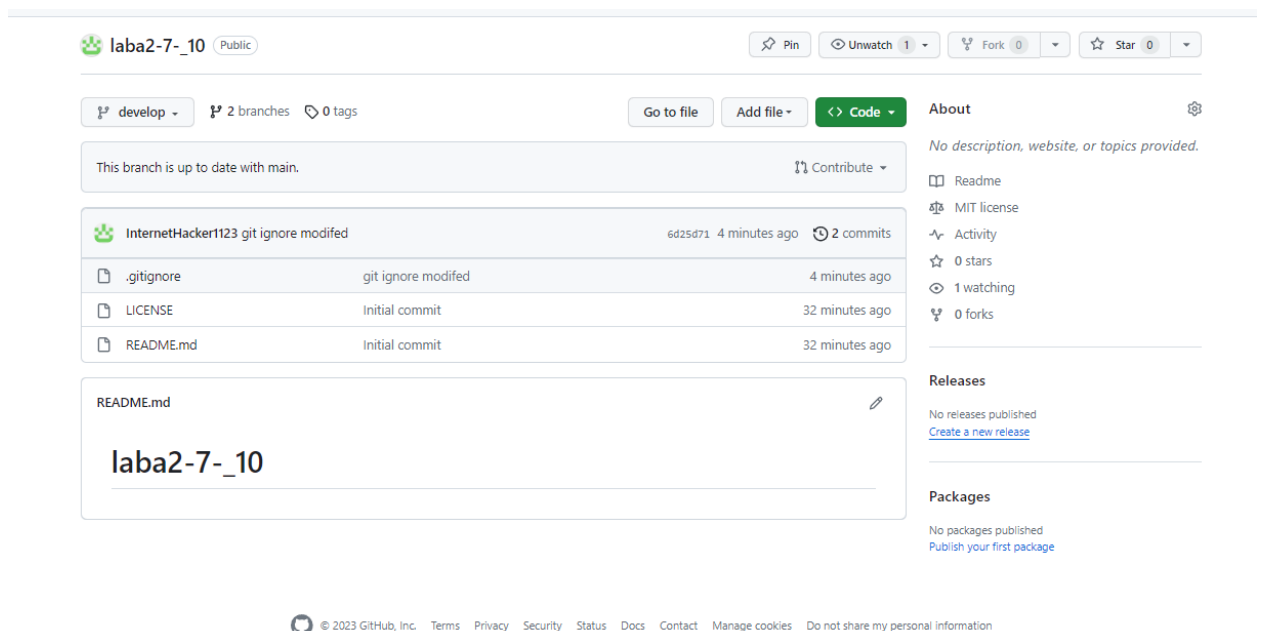 laba2-7-_10 Public Pin Unwatch 1 Fork 0 Star 0
develop 2 branches 0 tags Go to file Add file Code
This branch is up to date with main. Contribute
InternetHacker1123 git ignore modifed 6d25d71 4 minutes ago 2 commits
.gitignore git ignore modifed 4 minutes ago
LICENSE Initial commit 32 minutes ago
README.md Initial commit 32 minutes ago
README.md
laba2-7-_10
About
No description, website, or topics provided.
Readme
MIT license
Activity
0 stars
1 watching
0 forks
Releases
No releases published
Create a new release
Packages
No packages published
Publish your first package
© 2023 GitHub, Inc. Terms Privacy Security Status Docs Contact Manage cookies Do not share my personal information